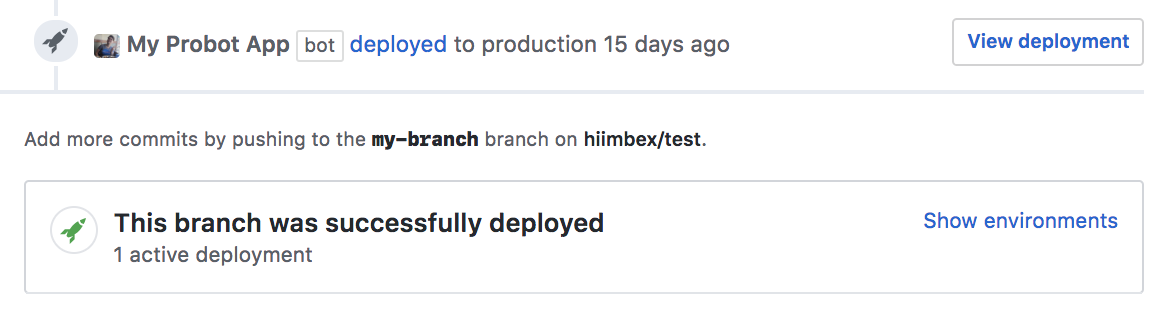 My Probot App bot deployed to production 15 days ago View deployment
Add more commits by pushing to the my-branch branch on hiimbex/test.
This branch was successfully deployed Show environments
1 active deployment